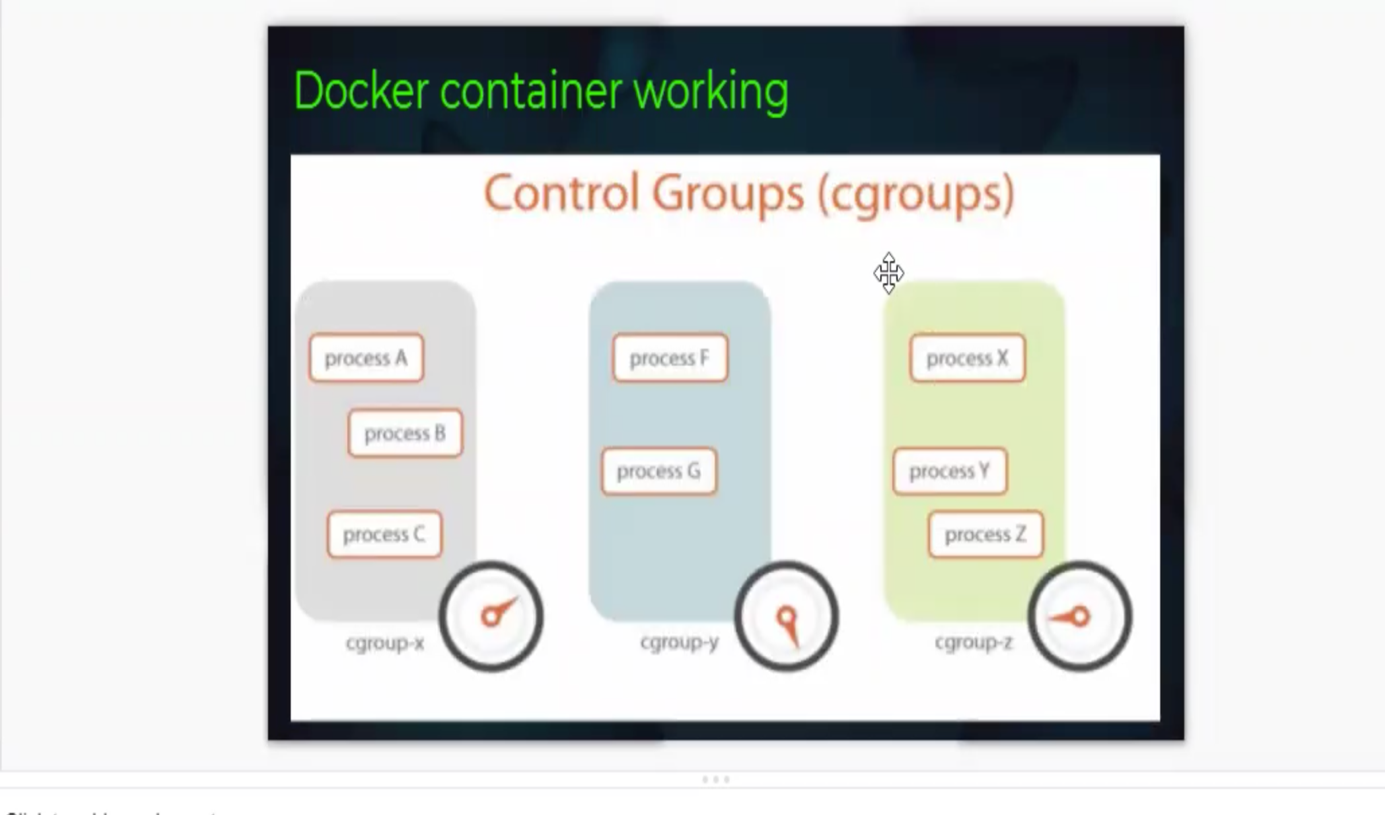 Docker container working
Control Groups (cgroups)
process A
process B
process C
cgroup-x
process F
process G
cgroup-y
process X
process Y
process Z
cgroup-z